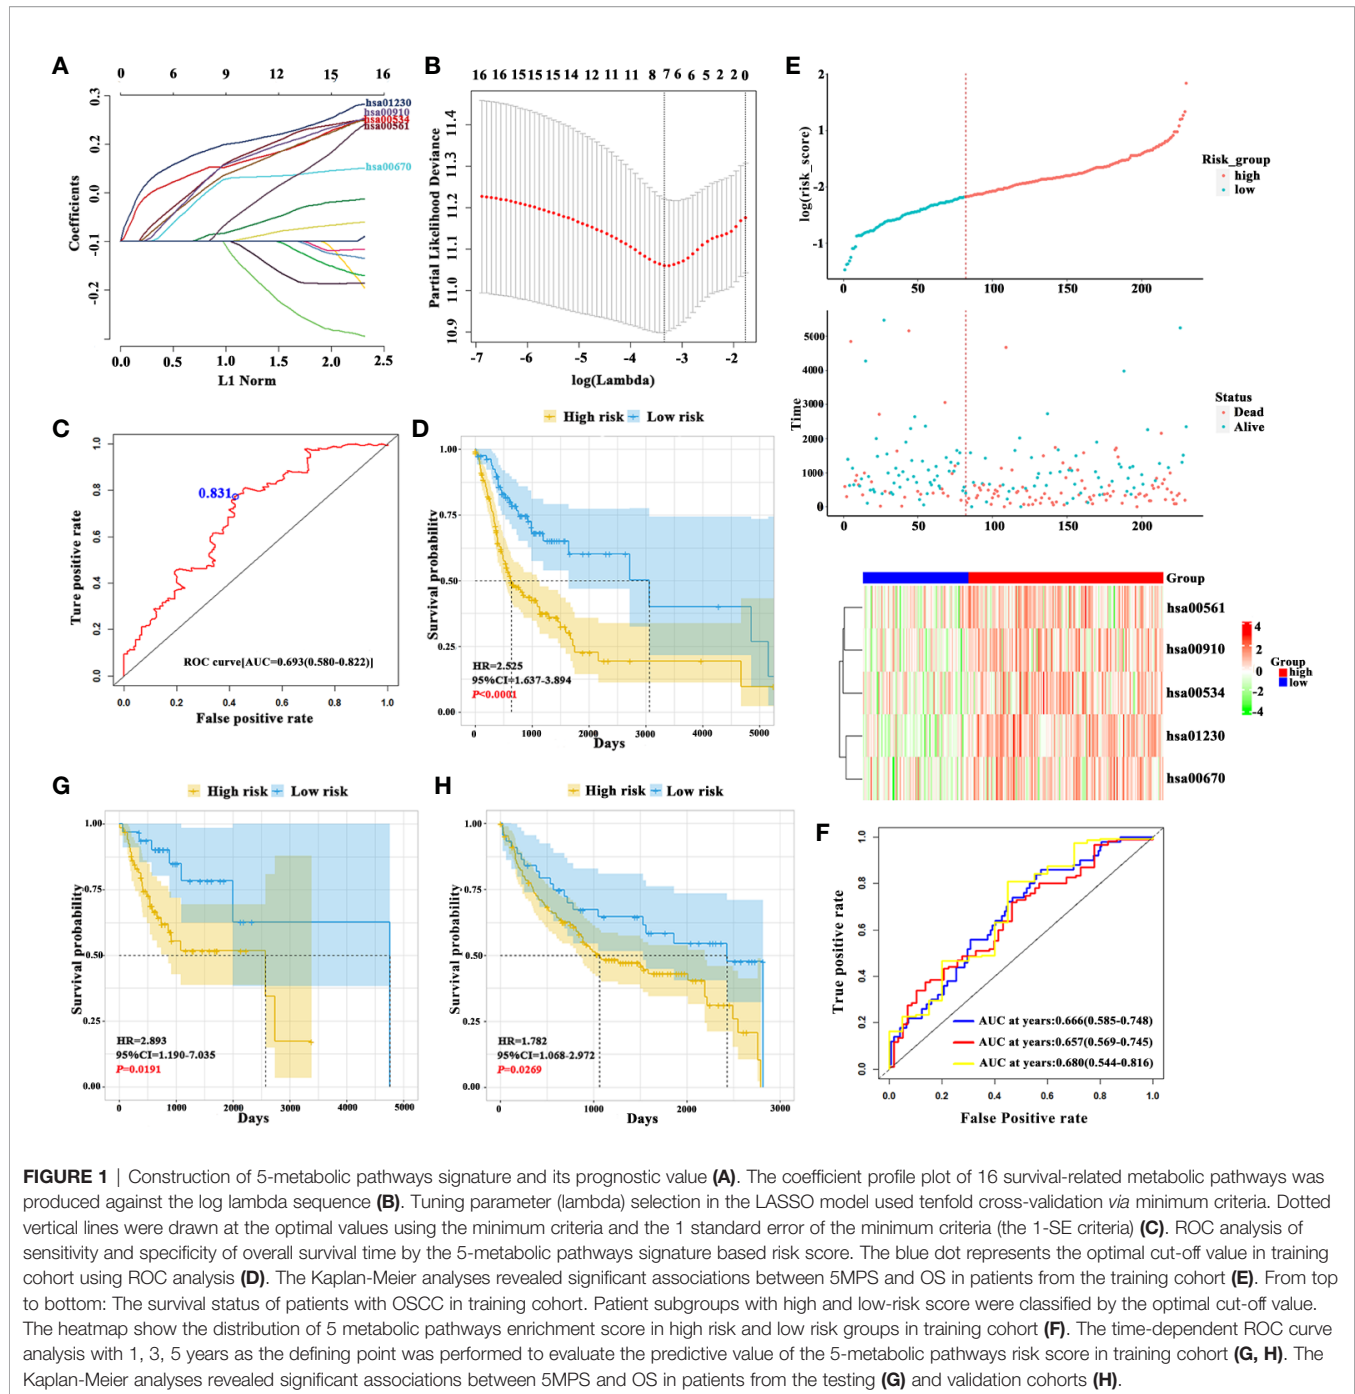 A
0 6 9 12 15 16
Coefficients
0.3
0.2
0.0
-0.1
-0.2
hsa01230
hsa00910
hsa00534
hsa00561
hsa00670
0.0 0.5 1.0 1.5 2.0 2.5
L1 Norm
B
16 16 15 15 15 14 12 11 11 8 7 6 6 5 2 2 0
Partial Likelihood Deviance
11.4
11.3
11.2
11.1
11.0
10.9
-7 -6 -5 -4 -3 -2
log(Lambda)
E
log(risk_score)
2
1
-2
-1
0 50 100 150 200
Risk_group
high
low
Time
5000
4000
3000
2000
1000
0
0 50 100 150 200
Status
Dead
Alive
Group
hsa00561
hsa00910
hsa00534
hsa01230
hsa00670
4
2
0
-2
-4
Group
high
low
C
Ture positive rate
1.0
0.8
0.6
0.4
0.2
0.0
0.831
ROC curve[AUC=0.693(0.580-0.822)]
0.0 0.2 0.4 0.6 0.8 1.0
False positive rate
D
High risk Low risk
Survival probability
1.00
0.75
0.50
0.25
0.00
HR=2.525
95%CI=1.637-3.894
P<0.0001
0 1000 2000 3000 4000 5000
Days
G
High risk Low risk
Survival probability
1.00
0.75
0.50
0.25
0.00
HR=2.893
95%CI=1.190-7.035
P=0.0191
0 1000 2000 3000 4000 5000
Days
H
High risk Low risk
Survival probability
1.00
0.75
0.50
0.25
0.00
HR=1.782
95%CI=1.068-2.972
P=0.0269
0 1000 2000 3000
Days
F
True positive rate
1.0
0.8
0.6
0.4
0.2
0.0
AUC at years:0.666(0.585-0.748)
AUC at years:0.657(0.569-0.745)
AUC at years:0.680(0.544-0.816)
0.0 0.2 0.4 0.6 0.8 1.0
False Positive rate
FIGURE 1 | Construction of 5-metabolic pathways signature and its prognostic value (A). The coefficient profile plot of 16 survival-related metabolic pathways was
produced against the log lambda sequence (B). Tuning parameter (lambda) selection in the LASSO model used tenfold cross-validation via minimum criteria. Dotted
vertical lines were drawn at the optimal values using the minimum criteria and the 1 standard error of the minimum criteria (the 1-SE criteria) (C). ROC analysis of
sensitivity and specificity of overall survival time by the 5-metabolic pathways signature based risk score. The blue dot represents the optimal cut-off value in training
cohort using ROC analysis (D). The Kaplan-Meier analyses revealed significant associations between 5MPS and OS in patients from the training cohort (E). From top
to bottom: The survival status of patients with OSCC in training cohort. Patient subgroups with high and low-risk score were classified by the optimal cut-off value.
The heatmap show the distribution of 5 metabolic pathways enrichment score in high risk and low risk groups in training cohort (F). The time-dependent ROC curve
analysis with 1, 3, 5 years as the defining point was performed to evaluate the predictive value of the 5-metabolic pathways risk score in training cohort (G, H). The
Kaplan-Meier analyses revealed significant associations between 5MPS and OS in patients from the testing (G) and validation cohorts (H).